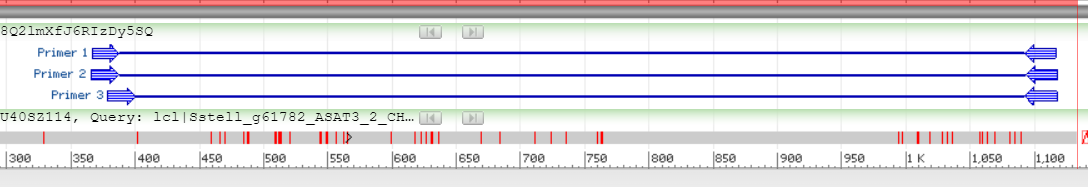 8Q2lmXfJ6RIzDy5SQ
Primer 1
Primer 2
Primer 3
U40SZ114, Query: lcl|Sstell_g61782_ASAT3_2_CH...
300 350 400 450 500 550 600 650 700 750 800 850 900 950 1 K 1,050 1,100